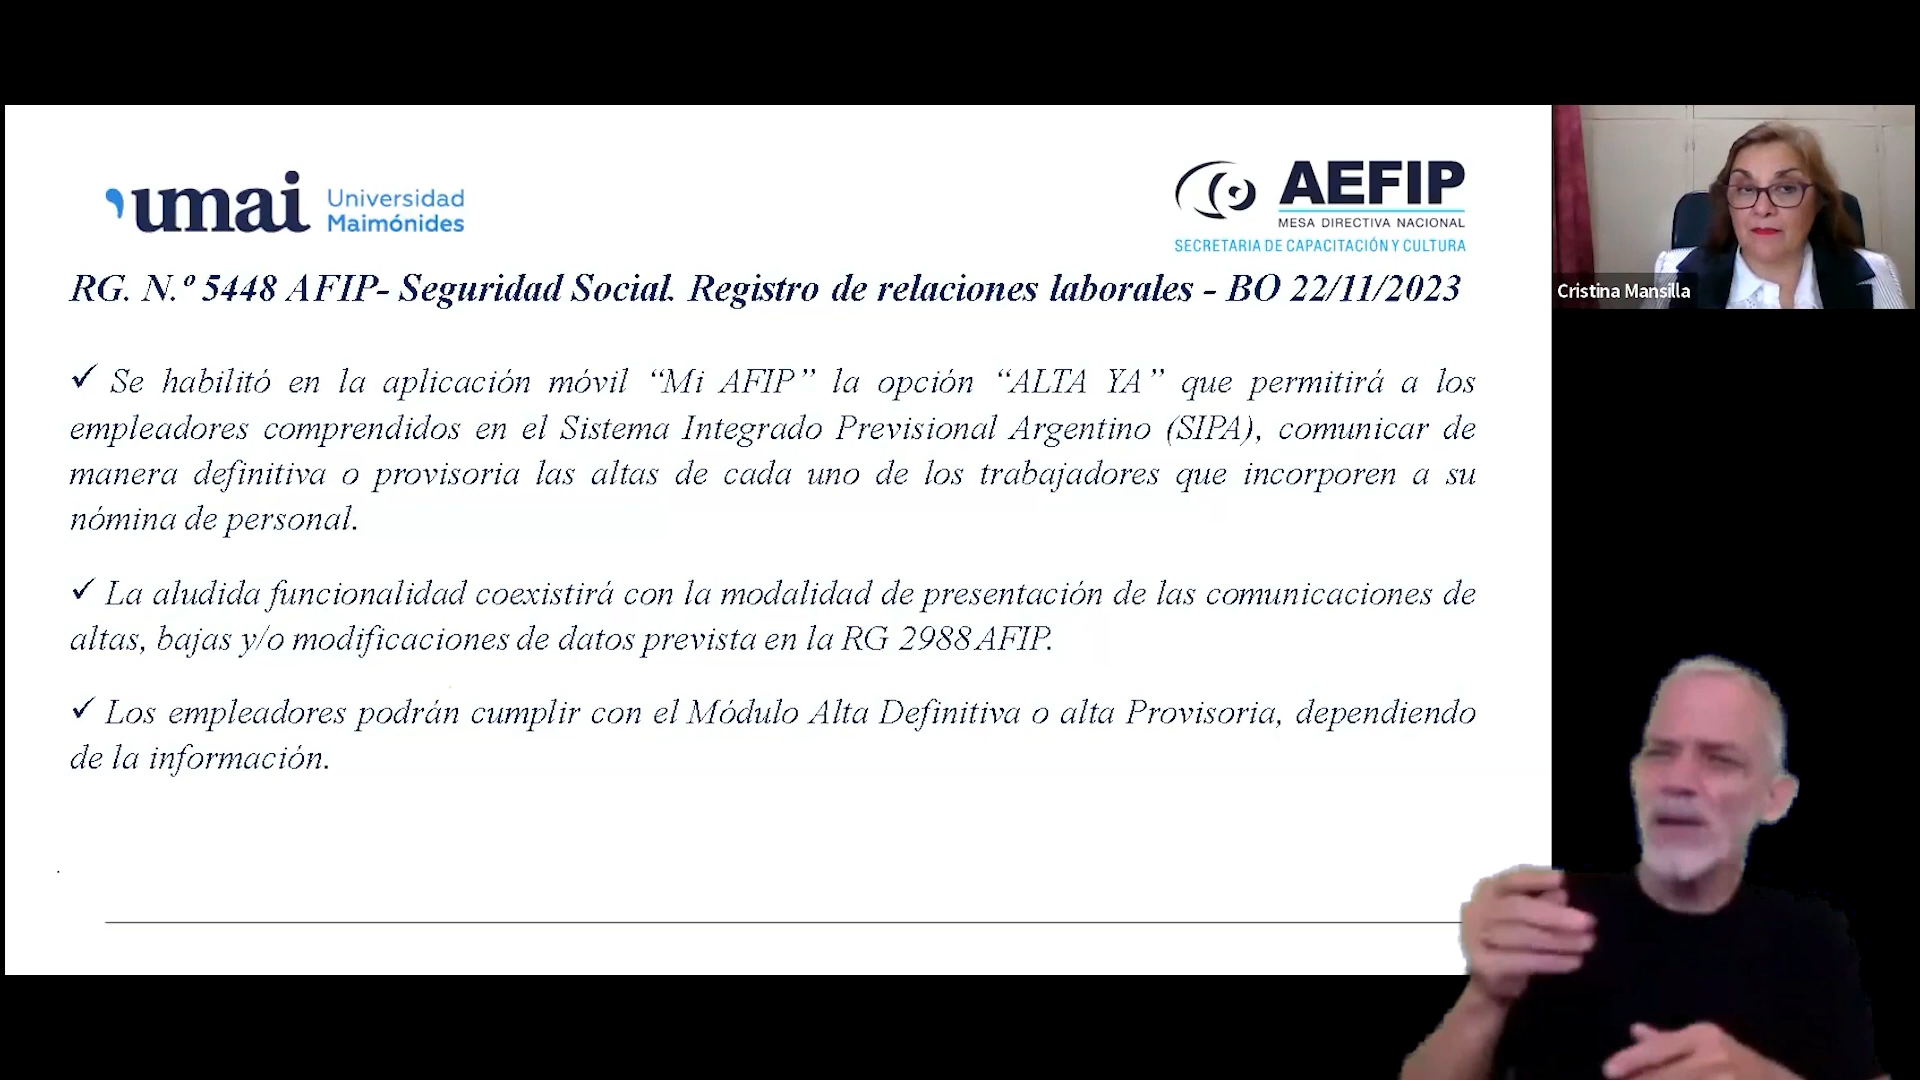 umai Universidad Maimónides
AEFIP
MESA DIRECTIVA NACIONAL
SECRETARIA DE CAPACITACIÓN Y CULTURA
RG. N.º 5448 AFIP- Seguridad Social. Registro de relaciones laborales - BO 22/11/2023
Cristina Mansilla
✓ Se habilitó en la aplicación móvil “Mi AFIP” la opción “ALTA YA” que permitirá a los
empleadores comprendidos en el Sistema Integrado Previsional Argentino (SIPA), comunicar de
manera definitiva o provisoria las altas de cada uno de los trabajadores que incorporen a su
nómina de personal.
✓ La aludida funcionalidad coexistirá con la modalidad de presentación de las comunicaciones de
altas, bajas y/o modificaciones de datos prevista en la RG 2988 AFIP.
✓ Los empleadores podrán cumplir con el Módulo Alta Definitiva o alta Provisoria, dependiendo
de la información.